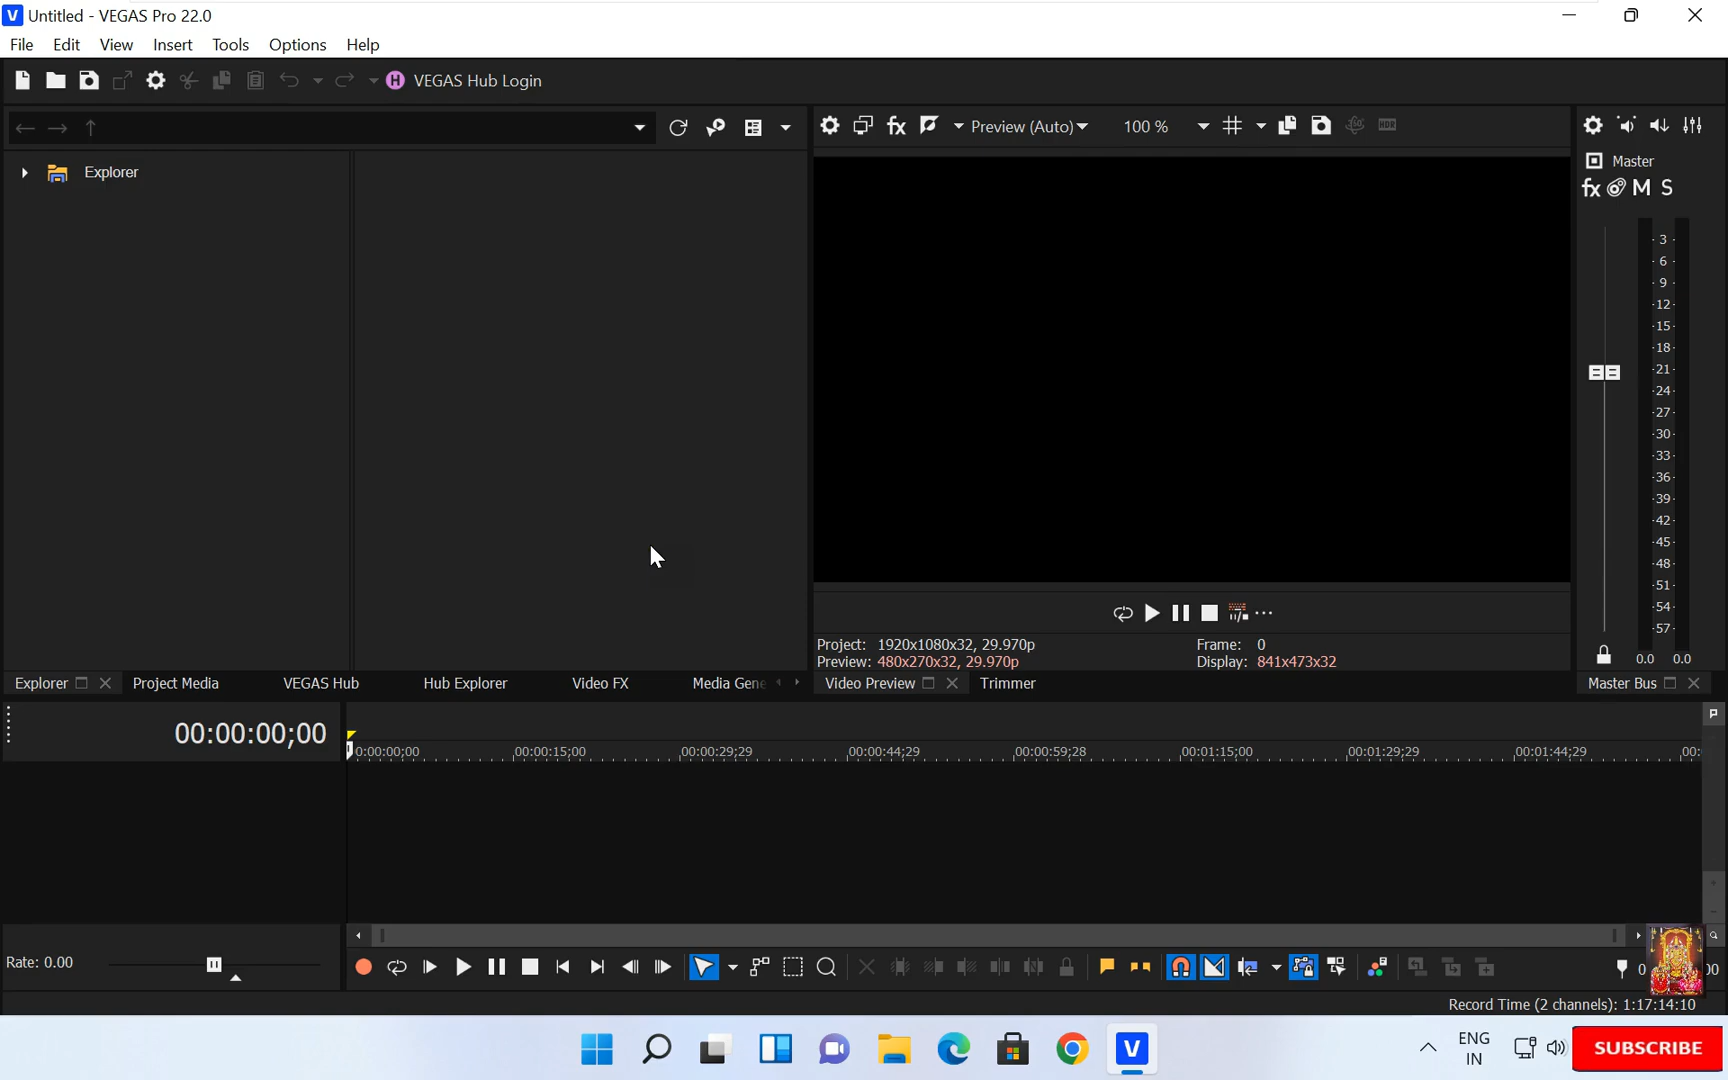 Untitled - VEGAS Pro 22.0
File Edit View Insert Tools Options Help
VEGAS Hub Login
Preview (Auto) 100 %
Explorer
Master
fx M S
- 3 -
- 6 -
- 9 -
-12-
-15-
-18-
-21-
-24-
-27-
-30-
-33-
-36-
-39-
-42-
-45-
-48-
-51-
-54-
-57-
0.0 0.0
Project: 1920x1080x32, 29.970p Frame: 0
Preview: 480x270x32, 29.970p Display: 841x473x32
Explorer Project Media VEGAS Hub Hub Explorer Video FX Media Gene Video Preview Trimmer Master Bus
00:00:00;00
0:00:00;00 00:00:15;00 00:00:29;29 00:00:44;29 00:00:59;28 00:01:15;00 00:01:29;29 00:01:44;29 00:
Rate: 0.00
Record Time (2 channels): 1:17:14:10
ENG
IN
SUBSCRIBE